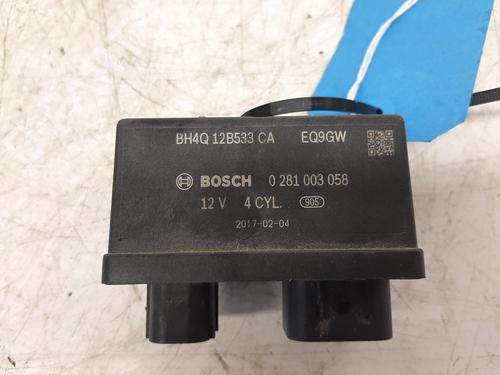 BH4Q 12B533 CA EQ9GW
BOSCH 0 281 003 058
12 V 4 CYL. 905
2017-02-04